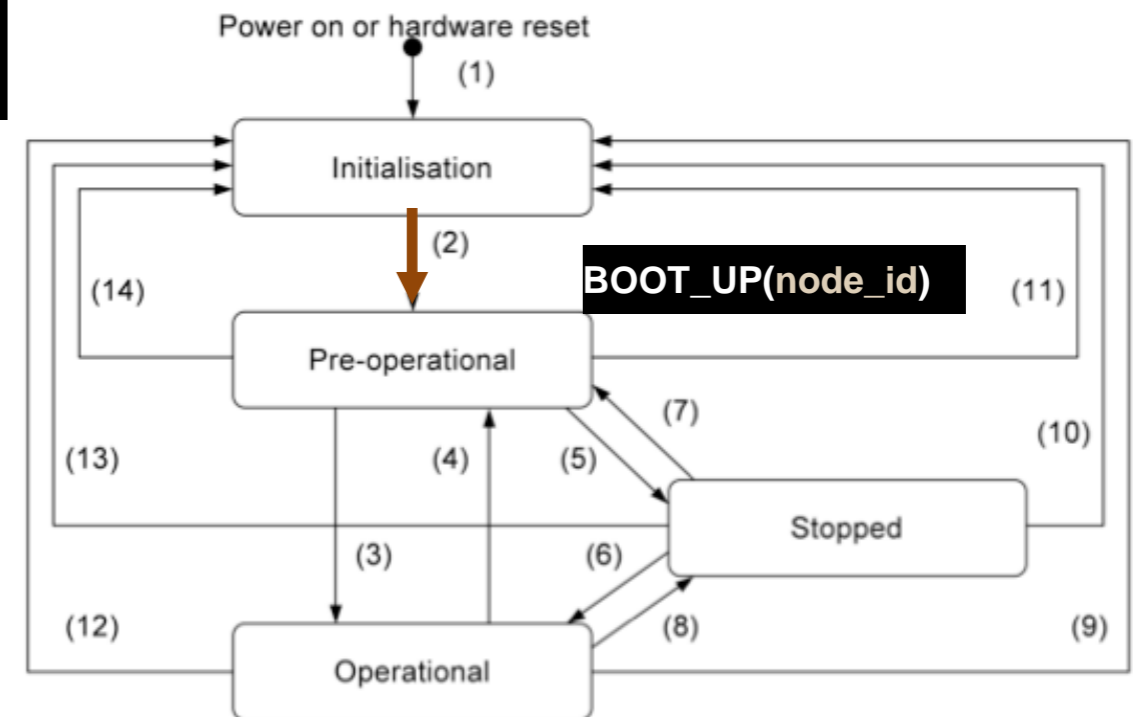 Power on or hardware reset
(1)
Initialisation
(2)
BOOT_UP(node_id)
(14)
(11)
Pre-operational
(7)
(10)
(13)
(4)
(5)
Stopped
(3)
(6)
(12)
(8)
(9)
Operational